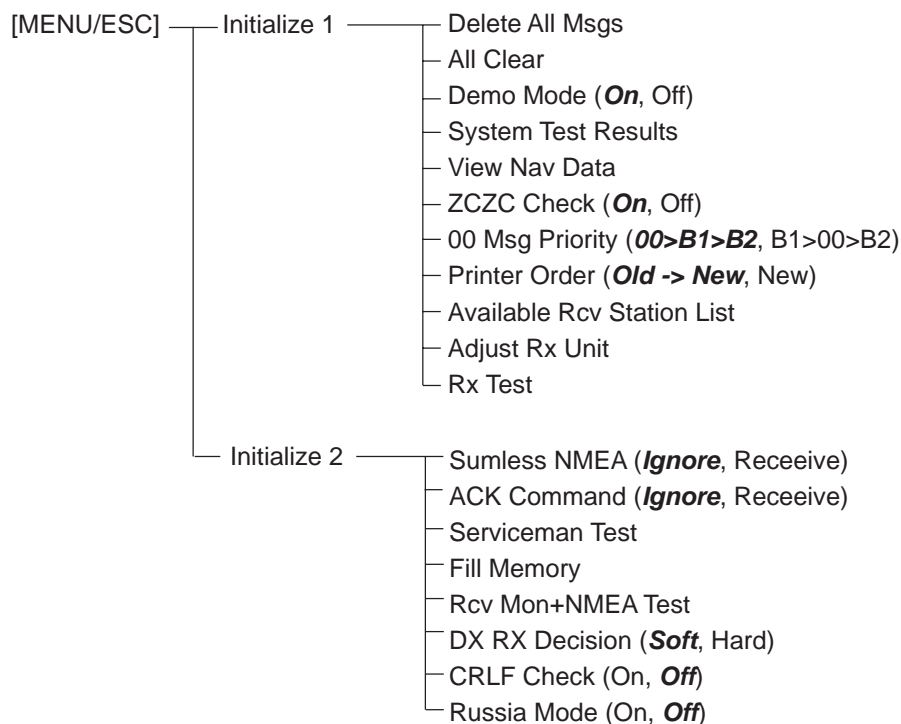 [MENU/ESC] Initialize 1 Delete All Msgs
All Clear
Demo Mode (On, Off)
System Test Results
View Nav Data
ZCZC Check (On, Off)
00 Msg Priority (00>B1>B2, B1>00>B2)
Printer Order (Old -> New, New)
Available Rcv Station List
Adjust Rx Unit
Rx Test
Initialize 2 Sumless NMEA (Ignore, Receeive)
ACK Command (Ignore, Receeive)
Serviceman Test
Fill Memory
Rcv Mon+NMEA Test
DX RX Decision (Soft, Hard)
CRLF Check (On, Off)
Russia Mode (On, Off)